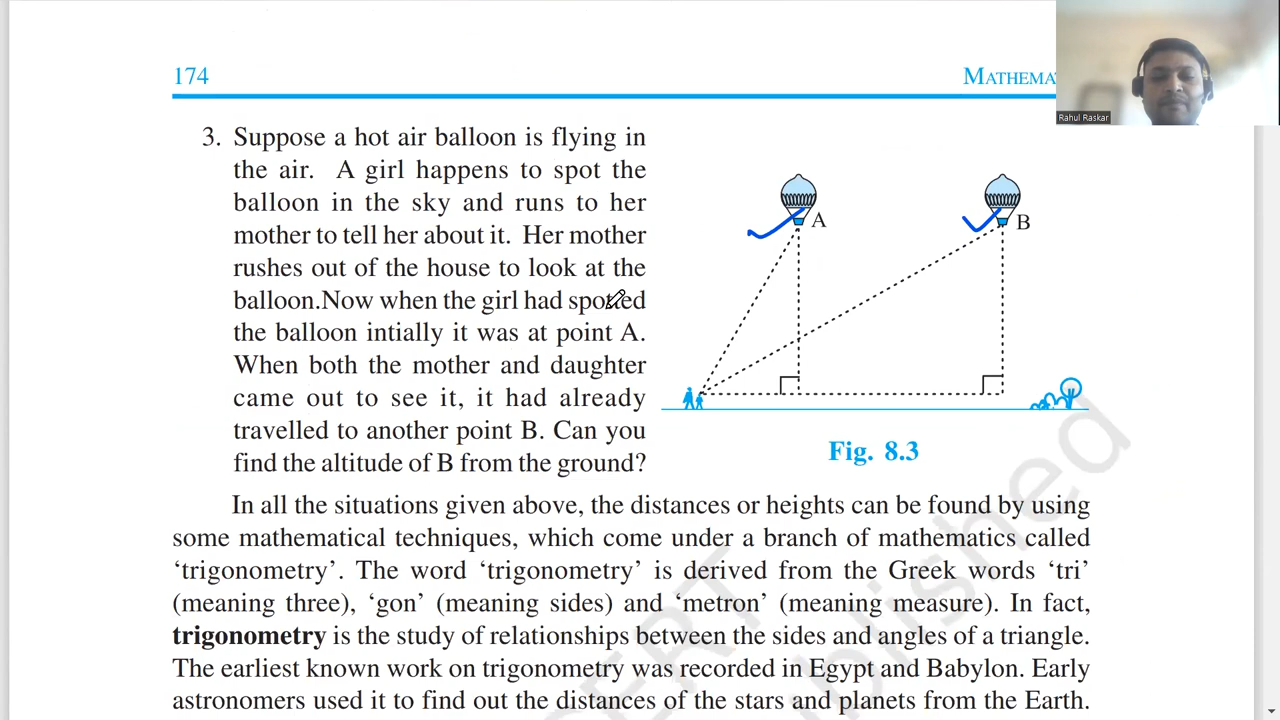 174
MATHEMA
Rahul Raskar
3. Suppose a hot air balloon is flying in
the air. A girl happens to spot the
balloon in the sky and runs to her
mother to tell her about it. Her mother
rushes out of the house to look at the
balloon.Now when the girl had spotted
the balloon intially it was at point A.
When both the mother and daughter
came out to see it, it had already
travelled to another point B. Can you
find the altitude of B from the ground?
A
B
Fig. 8.3
In all the situations given above, the distances or heights can be found by using
some mathematical techniques, which come under a branch of mathematics called
‘trigonometry’. The word ‘trigonometry’ is derived from the Greek words ‘tri’
(meaning three), ‘gon’ (meaning sides) and ‘metron’ (meaning measure). In fact,
trigonometry is the study of relationships between the sides and angles of a triangle.
The earliest known work on trigonometry was recorded in Egypt and Babylon. Early
astronomers used it to find out the distances of the stars and planets from the Earth.